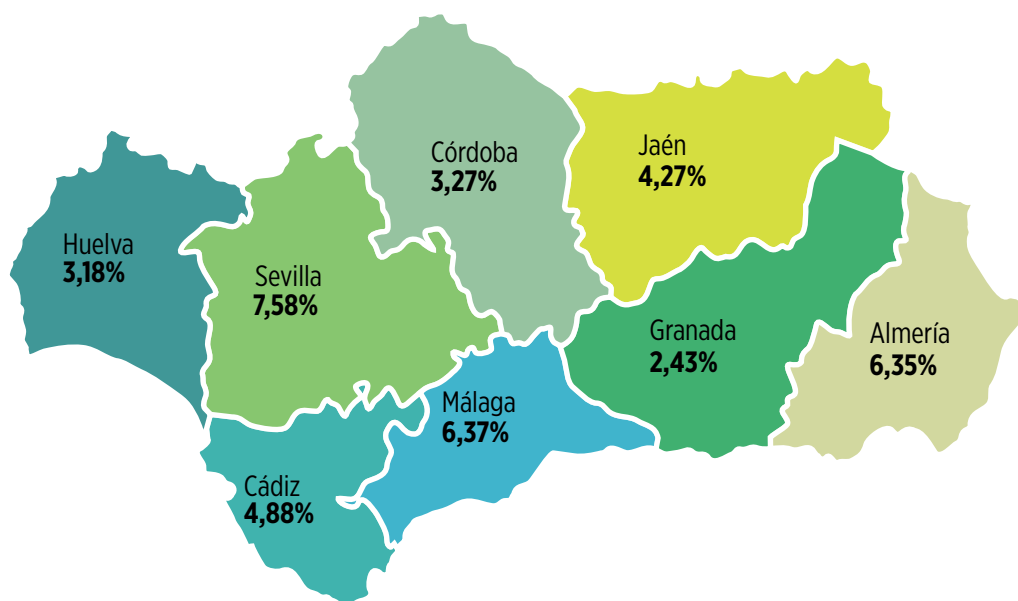 Córdoba
3,27%
Jaén
4,27%
Huelva
3,18%
Sevilla
7,58%
Granada
2,43%
Almería
6,35%
Málaga
6,37%
Cádiz
4,88%